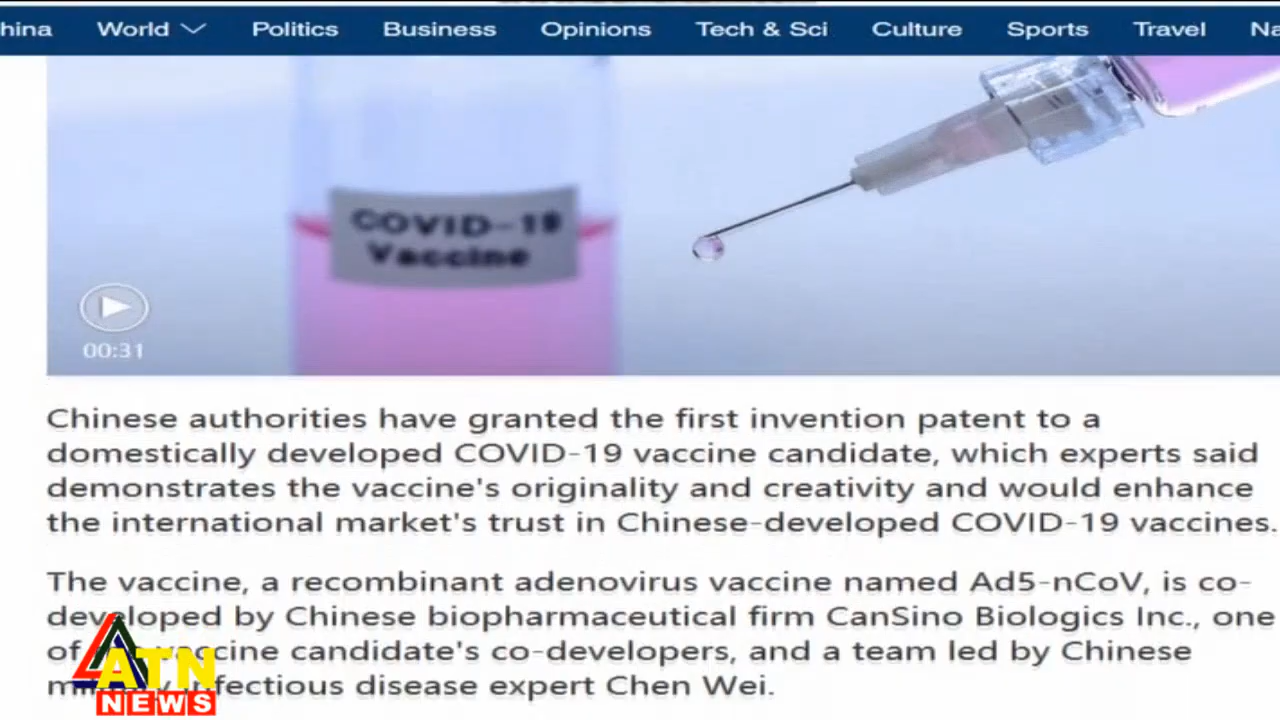 hina World Politics Business Opinions Tech & Sci Culture Sports Travel Na
COVID-19
Vaccine
00:31
Chinese authorities have granted the first invention patent to a
domestically developed COVID-19 vaccine candidate, which experts said
demonstrates the vaccine's originality and creativity and would enhance
the international market's trust in Chinese-developed COVID-19 vaccines.
The vaccine, a recombinant adenovirus vaccine named Ad5-nCoV, is co-
developed by Chinese biopharmaceutical firm CanSino Biologics Inc., one
of vaccine candidate's co-developers, and a team led by Chinese
military infectious disease expert Chen Wei.
ATN
NEWS